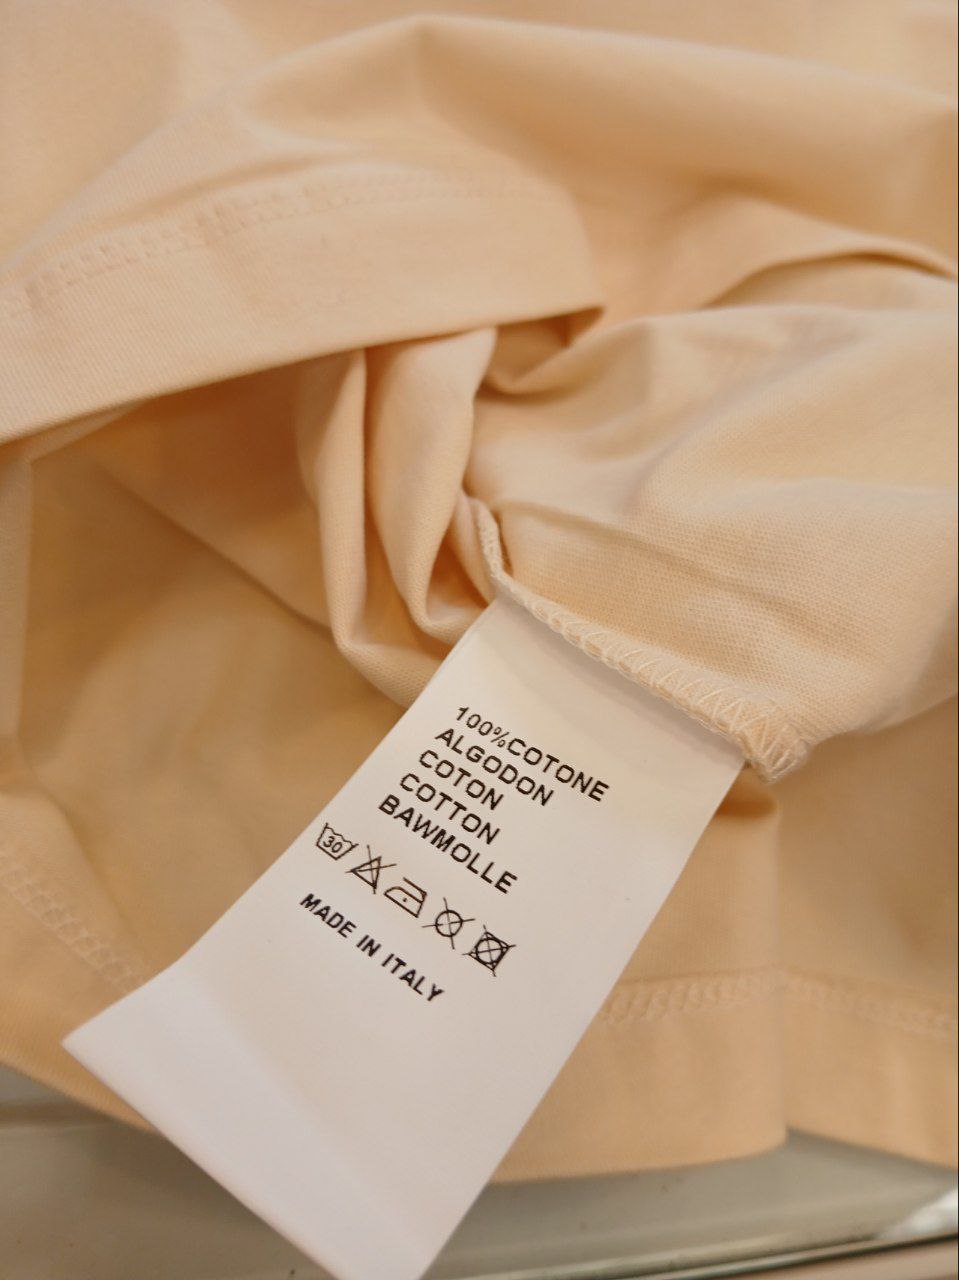 100%COTONE
ALGODON
COTON
COTTON
BAWMOLLE
30
MADE IN ITALY